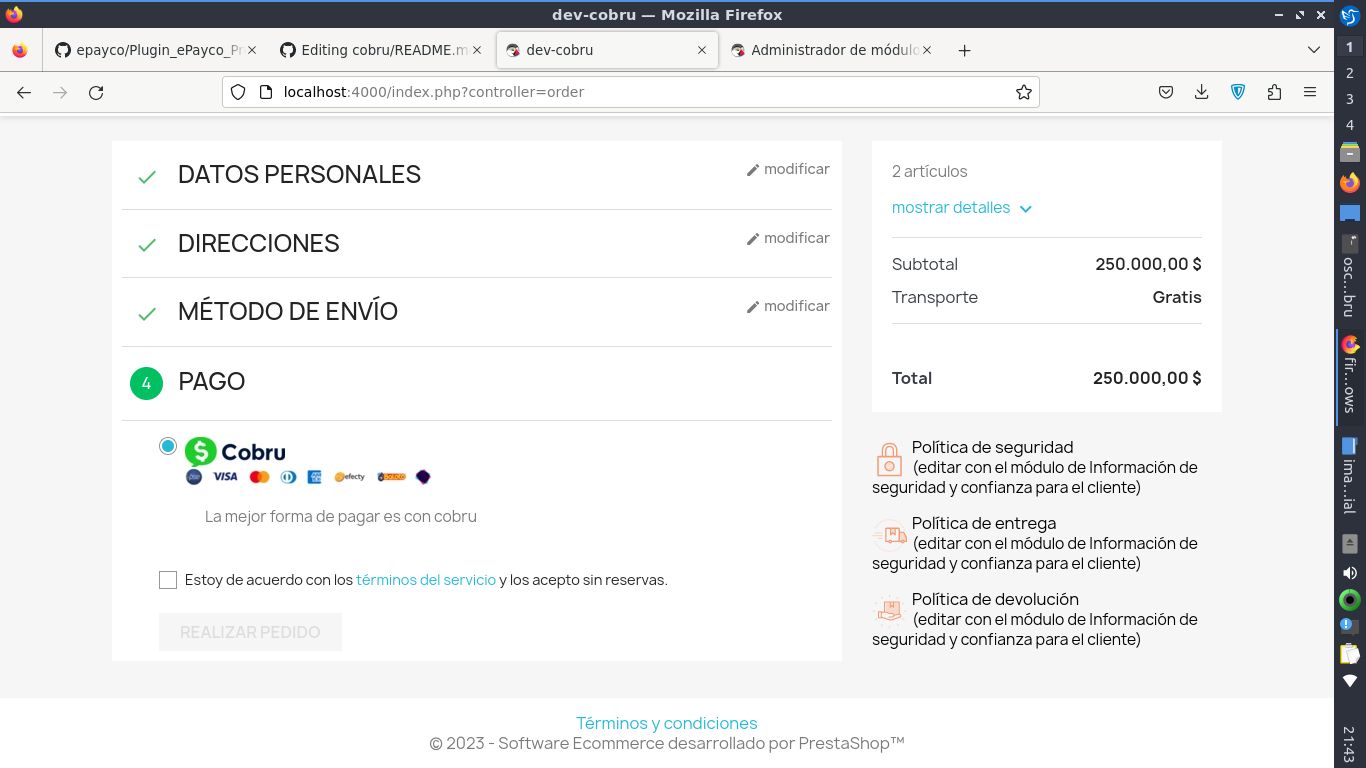 dev-cobru — Mozilla Firefox
epayco/Plugin_ePayco_Pr
Editing cobru/README.m
dev-cobru
Administrador de módulo
localhost:4000/index.php?controller=order
DATOS PERSONALES
modificar
DIRECCIONES
modificar
MÉTODO DE ENVÍO
modificar
4 PAGO
$ Cobru
VISA efecty
La mejor forma de pagar es con cobru
Estoy de acuerdo con los términos del servicio y los acepto sin reservas.
REALIZAR PEDIDO
2 artículos
mostrar detalles
Subtotal 250.000,00 $
Transporte Gratis
Total 250.000,00 $
Política de seguridad
(editar con el módulo de Información de
seguridad y confianza para el cliente)
Política de entrega
(editar con el módulo de Información de
seguridad y confianza para el cliente)
Política de devolución
(editar con el módulo de Información de
seguridad y confianza para el cliente)
Términos y condiciones
© 2023 - Software Ecommerce desarrollado por PrestaShop™
1
2
3
4
osc...bru
fir...ows
ima...ial
21:43